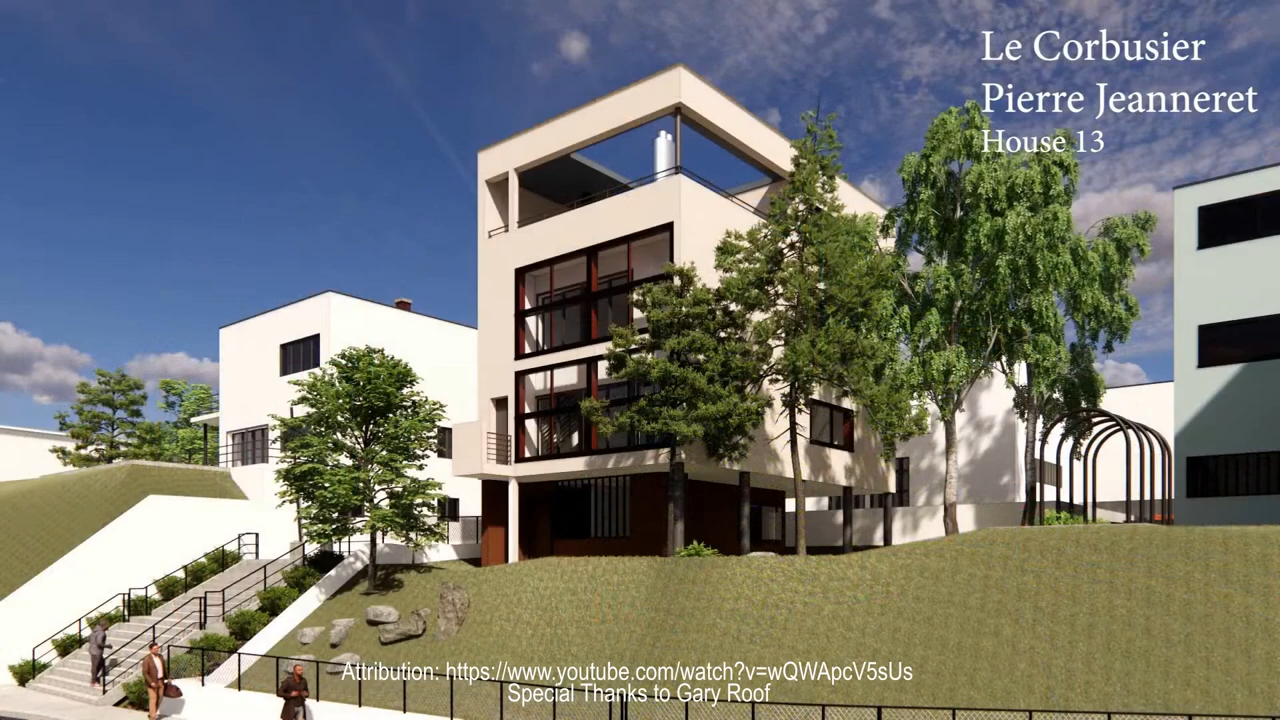 Le Corbusier
Pierre Jeanneret
House 13
Attribution: https://www.youtube.com/watch?v=wQWApcV5sUs
Special Thanks to Gary Roof